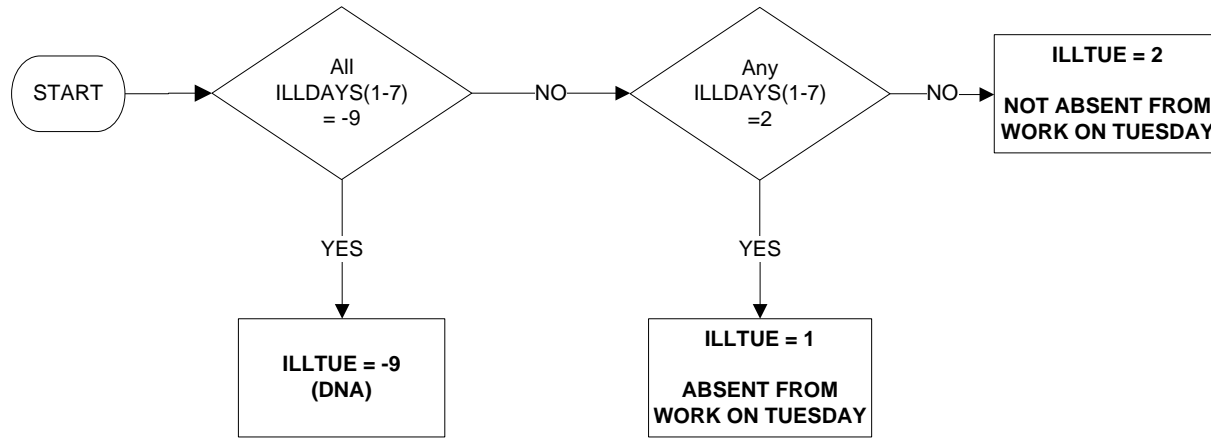 START
All
ILLDAYS(1-7)
= -9
NO
Any
ILLDAYS(1-7)
=2
NO
ILLTUE = 2
NOT ABSENT FROM
WORK ON TUESDAY
YES
YES
ILLTUE = -9
(DNA)
ILLTUE = 1
ABSENT FROM
WORK ON TUESDAY